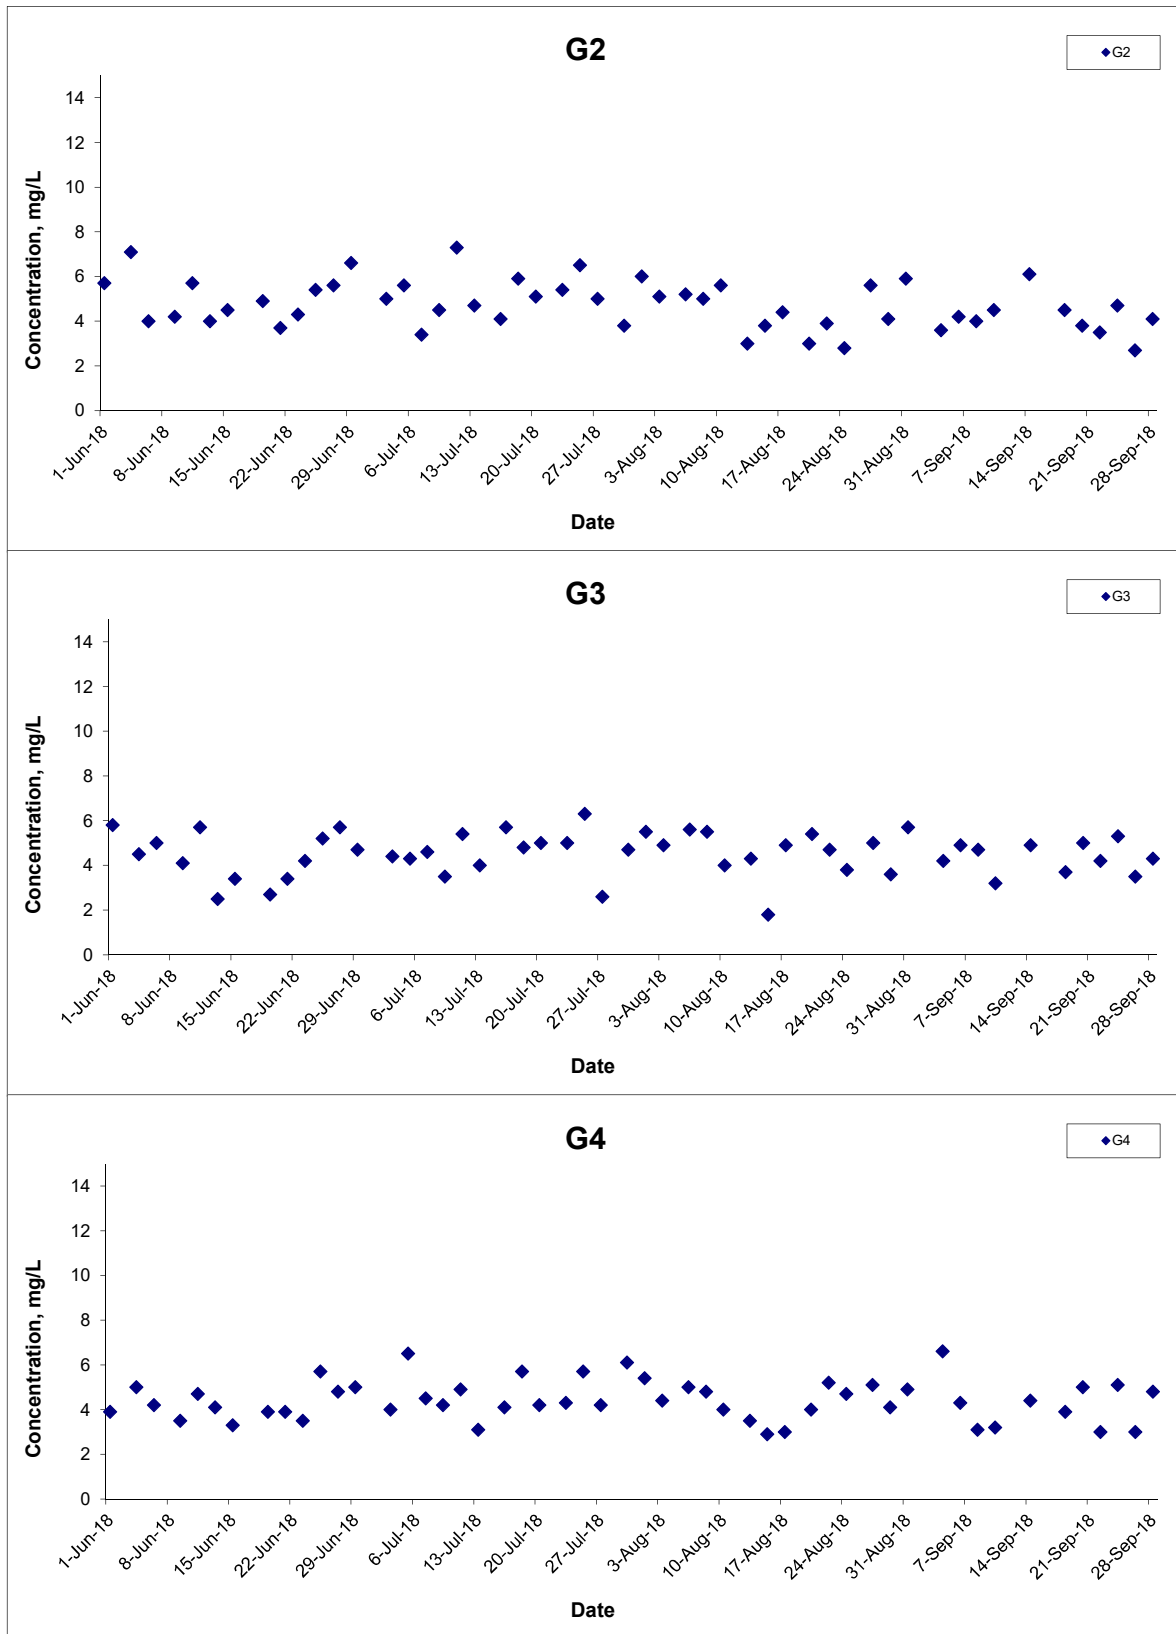 G2
G2
14
12
10
8
6
4
2
0
Concentration, mg/L
1-Jun-18
8-Jun-18
15-Jun-18
22-Jun-18
29-Jun-18
6-Jul-18
13-Jul-18
20-Jul-18
27-Jul-18
3-Aug-18
10-Aug-18
17-Aug-18
24-Aug-18
31-Aug-18
7-Sep-18
14-Sep-18
21-Sep-18
28-Sep-18
Date
G3
G3
14
12
10
8
6
4
2
0
Concentration, mg/L
1-Jun-18
8-Jun-18
15-Jun-18
22-Jun-18
29-Jun-18
6-Jul-18
13-Jul-18
20-Jul-18
27-Jul-18
3-Aug-18
10-Aug-18
17-Aug-18
24-Aug-18
31-Aug-18
7-Sep-18
14-Sep-18
21-Sep-18
28-Sep-18
Date
G4
G4
14
12
10
8
6
4
2
0
Concentration, mg/L
1-Jun-18
8-Jun-18
15-Jun-18
22-Jun-18
29-Jun-18
6-Jul-18
13-Jul-18
20-Jul-18
27-Jul-18
3-Aug-18
10-Aug-18
17-Aug-18
24-Aug-18
31-Aug-18
7-Sep-18
14-Sep-18
21-Sep-18
28-Sep-18
Date